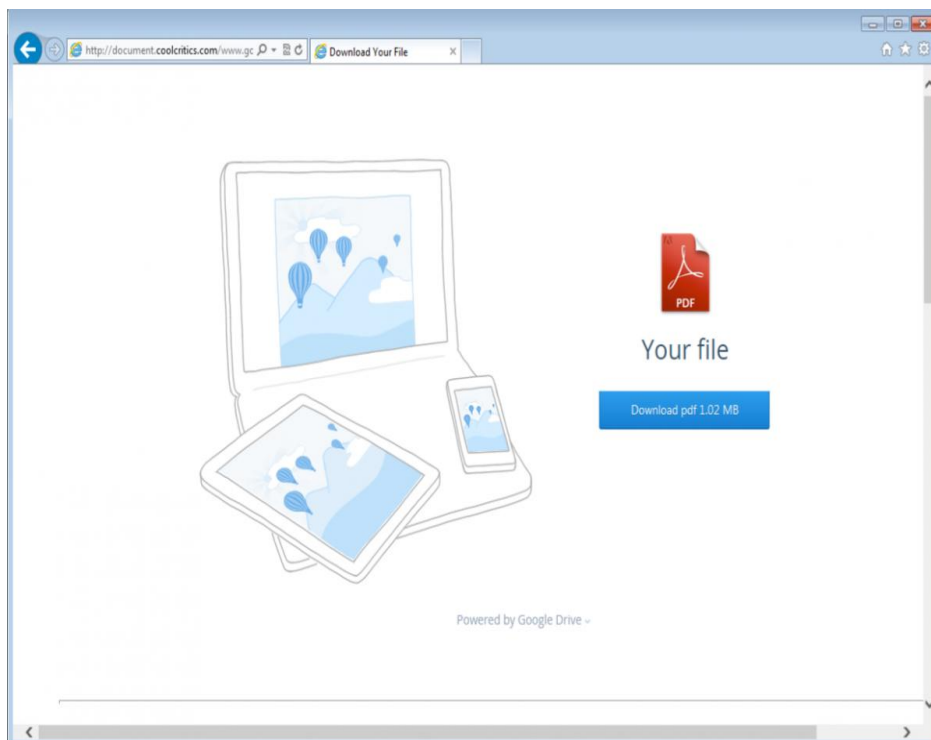 http://document.coolcritics.com/www.gc
Download Your File
PDF
Your file
Download pdf 1.02 MB
Powered by Google Drive